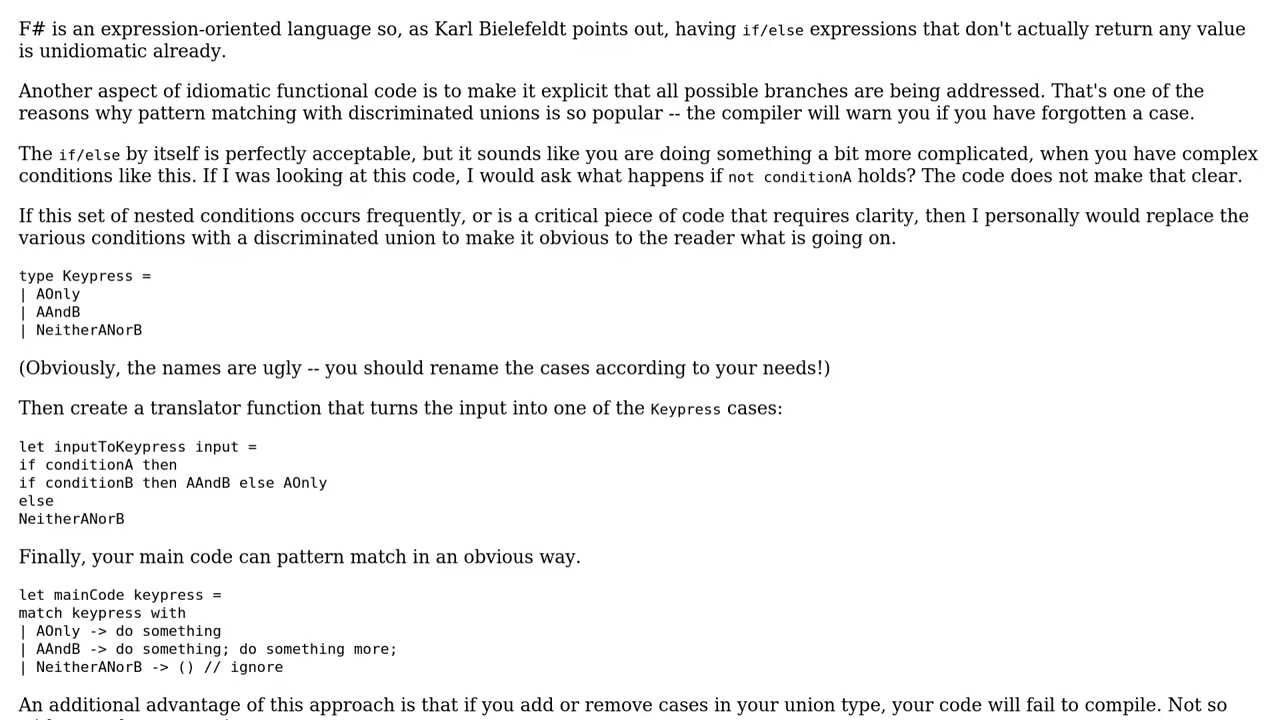 F# is an expression-oriented language so, as Karl Bielefeldt points out, having if/else expressions that don't actually return any value
is unidiomatic already.
Another aspect of idiomatic functional code is to make it explicit that all possible branches are being addressed. That's one of the
reasons why pattern matching with discriminated unions is so popular -- the compiler will warn you if you have forgotten a case.
The if/else by itself is perfectly acceptable, but it sounds like you are doing something a bit more complicated, when you have complex
conditions like this. If I was looking at this code, I would ask what happens if not conditionA holds? The code does not make that clear.
If this set of nested conditions occurs frequently, or is a critical piece of code that requires clarity, then I personally would replace the
various conditions with a discriminated union to make it obvious to the reader what is going on.
type Keypress =
| AOnly
| AAndB
| NeitherANorB
(Obviously, the names are ugly -- you should rename the cases according to your needs!)
Then create a translator function that turns the input into one of the Keypress cases:
let inputToKeypress input =
if conditionA then
if conditionB then AAndB else AOnly
else
NeitherANorB
Finally, your main code can pattern match in an obvious way.
let mainCode keypress =
match keypress with
| AOnly -> do something
| AAndB -> do something; do something more;
| NeitherANorB -> () // ignore
An additional advantage of this approach is that if you add or remove cases in your union type, your code will fail to compile. Not so